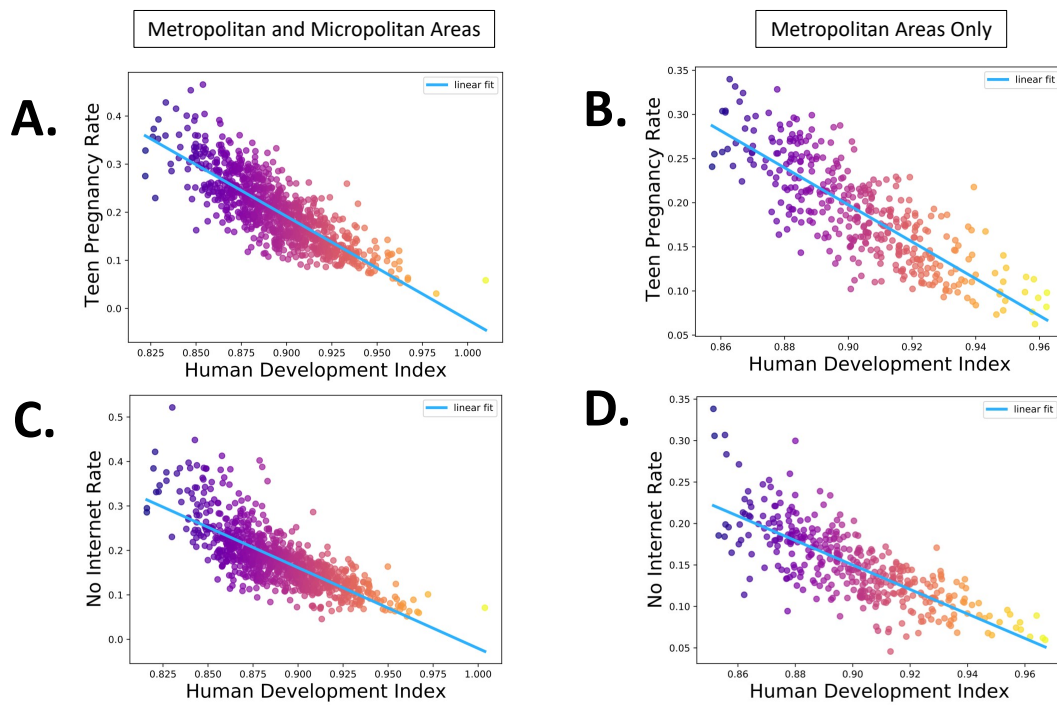 Metropolitan and Micropolitan Areas
Metropolitan Areas Only
A.
linear fit
0.4
0.3
0.2
0.1
0.0
Teen Pregnancy Rate
0.825 0.850 0.875 0.900 0.925 0.950 0.975 1.000
Human Development Index
B.
linear fit
0.35
0.30
0.25
0.20
0.15
0.10
0.05
Teen Pregnancy Rate
0.86 0.88 0.90 0.92 0.94 0.96
Human Development Index
C.
linear fit
0.5
0.4
0.3
0.2
0.1
0.0
No Internet Rate
0.825 0.850 0.875 0.900 0.925 0.950 0.975 1.000
Human Development Index
D.
linear fit
0.35
0.30
0.25
0.20
0.15
0.10
0.05
No Internet Rate
0.86 0.88 0.90 0.92 0.94 0.96
Human Development Index